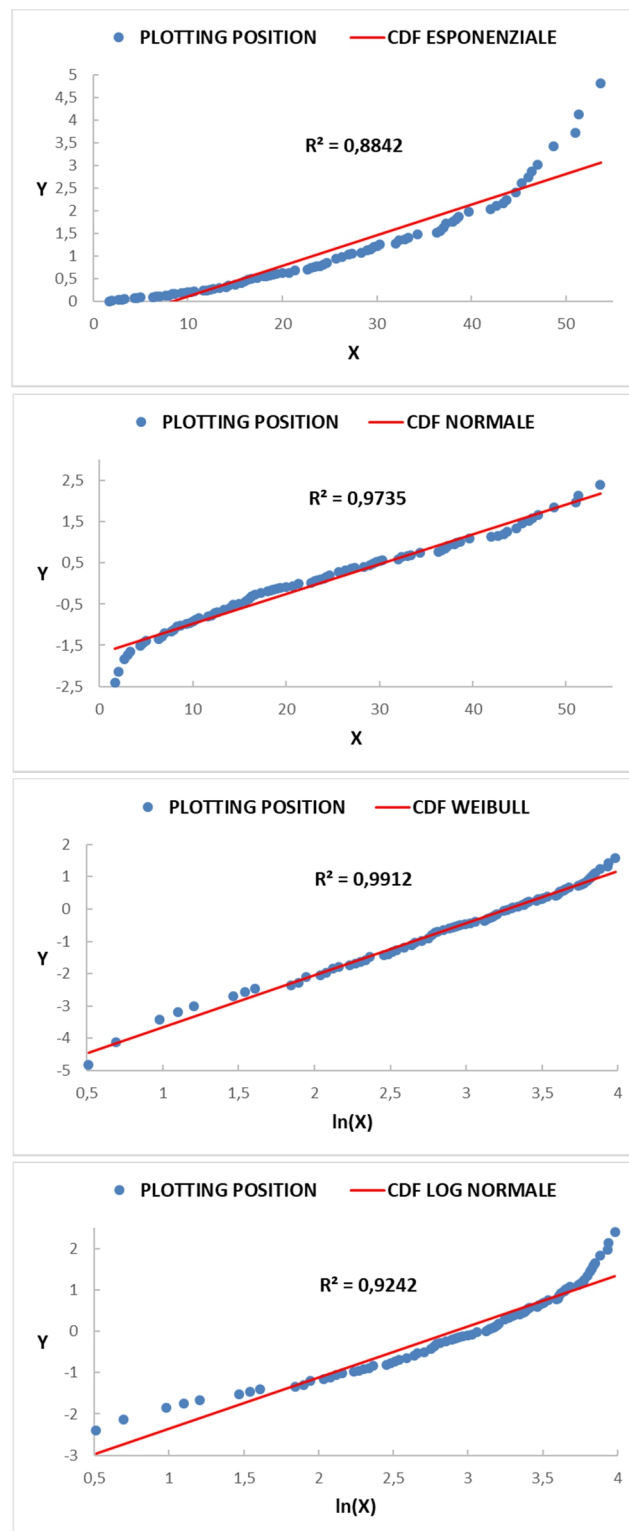 PLOTTING POSITION CDF ESPONENZIALE
5
4,5
4
3,5
3
2,5
2
1,5
1
0,5
0
Y
R² = 0,8842
0 10 20 30 40 50
X
PLOTTING POSITION CDF NORMALE
2,5
1,5
0,5
-0,5
-1,5
-2,5
Y
R² = 0,9735
0 10 20 30 40 50
X
PLOTTING POSITION CDF WEIBULL
2
1
0
-1
-2
-3
-4
-5
Y
R² = 0,9912
0,5 1 1,5 2 2,5 3 3,5 4
ln(X)
PLOTTING POSITION CDF LOG NORMALE
2
1
0
-1
-2
-3
Y
R² = 0,9242
0,5 1 1,5 2 2,5 3 3,5 4
ln(X)